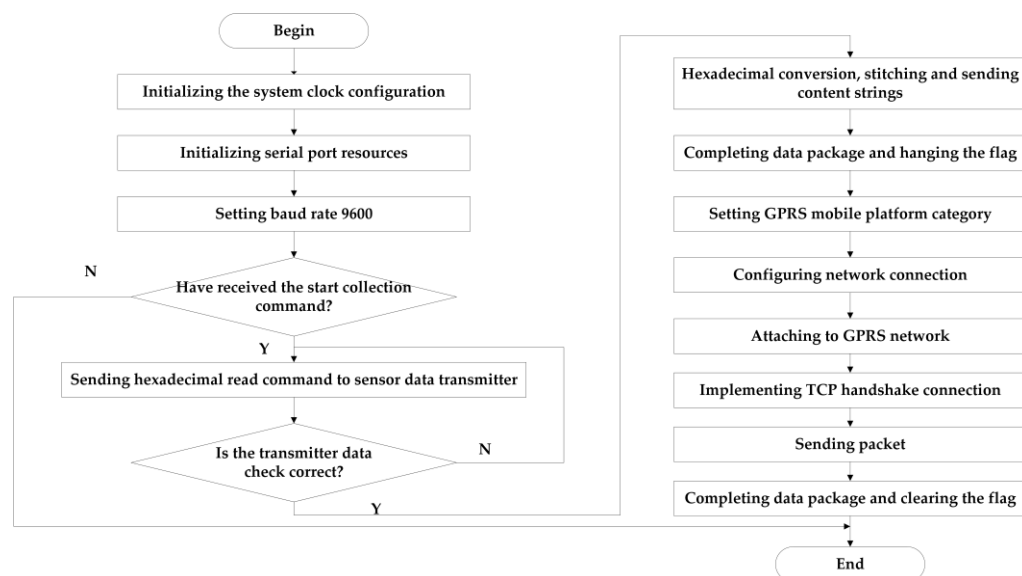 Begin
Initializing the system clock configuration
Initializing serial port resources
Setting baud rate 9600
N
Have received the start collection
command?
Y
Sending hexadecimal read command to sensor data transmitter
Is the transmitter data
check correct?
N
Y
Hexadecimal conversion, stitching and sending
content strings
Completing data package and hanging the flag
Setting GPRS mobile platform category
Configuring network connection
Attaching to GPRS network
Implementing TCP handshake connection
Sending packet
Completing data package and clearing the flag
End